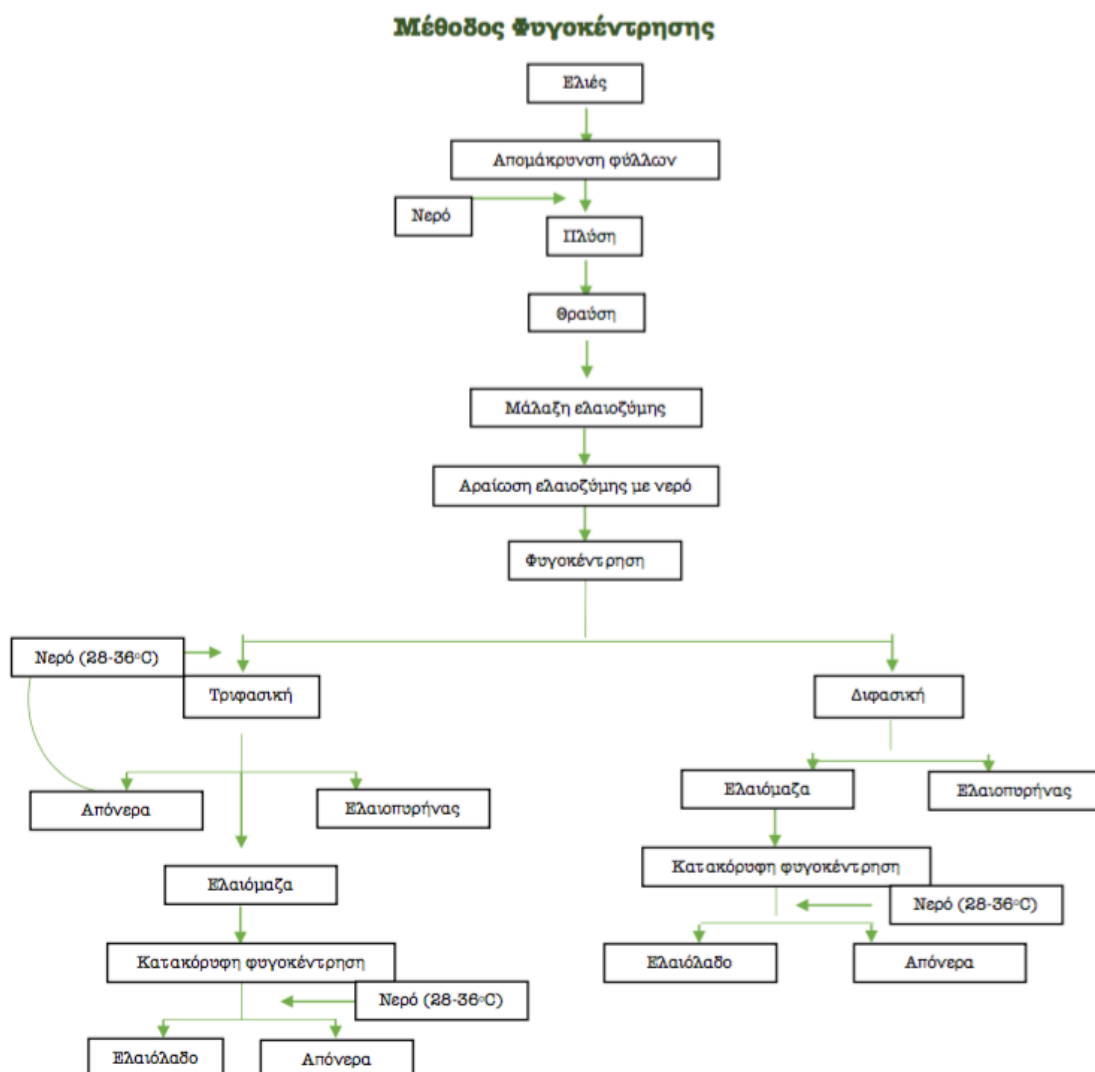 Μέθοδος Φυγοκέντρησης
Ελιές
Απομάκρυνση φύλλων
Νερό
Πλύση
Θραύση
Μάλαξη ελαιοζύμης
Αραίωση ελαιοζύμης με νερό
Φυγοκέντρηση
Νερό (28-36°C)
Τριφασική
Διφασική
Απόνερα
Ελαιοπυρήνας
Ελαιόμαζα
Ελαιοπυρήνας
Ελαιόμαζα
Κατακόρυφη φυγοκέντρηση
Νερό (28-36°C)
Κατακόρυφη φυγοκέντρηση
Νερό (28-36°C)
Ελαιόλαδο
Απόνερα
Ελαιόλαδο
Απόνερα